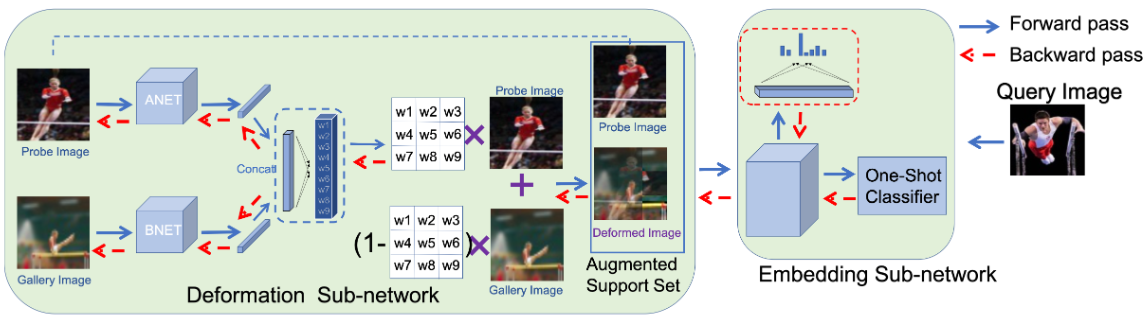 Forward pass
Backward pass
Query Image
ANET
Probe Image
BNET
Gallery Image
Concat
w1
w2
w3
w4
w5
w6
w7
w8
w9
w1 w2 w3
w4 w5 w6
w7 w8 w9
×
Probe Image
+
(1-
w1 w2 w3
w4 w5 w6
w7 w8 w9
)
×
Gallery Image
Deformation Sub-network
Probe Image
Deformed Image
Augmented
Support Set
One-Shot
Classifier
Embedding Sub-network